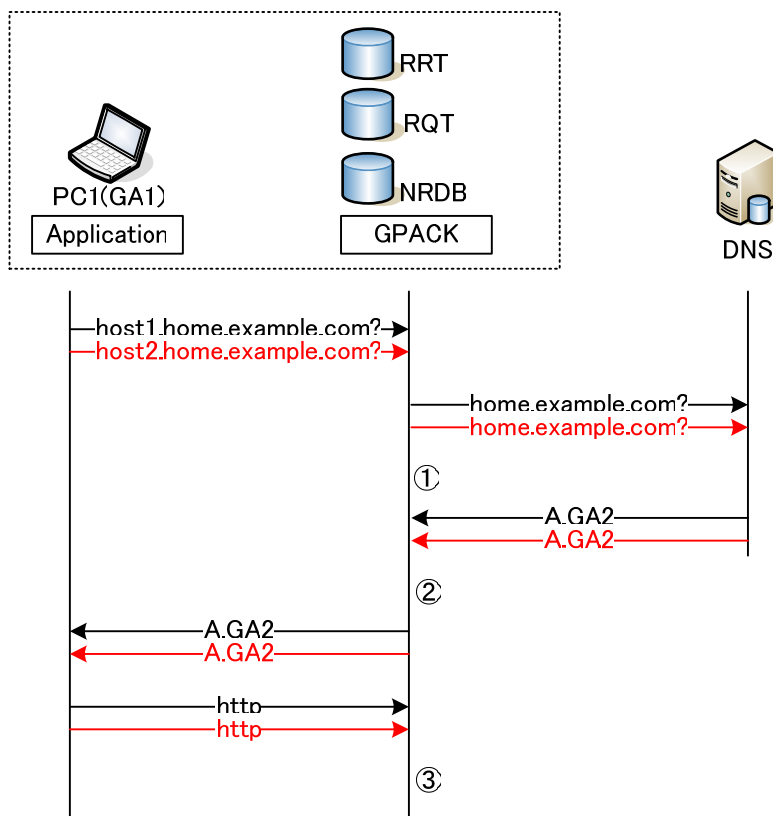 RRT
RQT
NRDB
PC1(GA1)
Application
GPACK
DNS
host1.home.example.com?
host2.home.example.com?
home.example.com?
home.example.com?
①
A.GA2
A.GA2
②
A.GA2
A.GA2
http
http
③